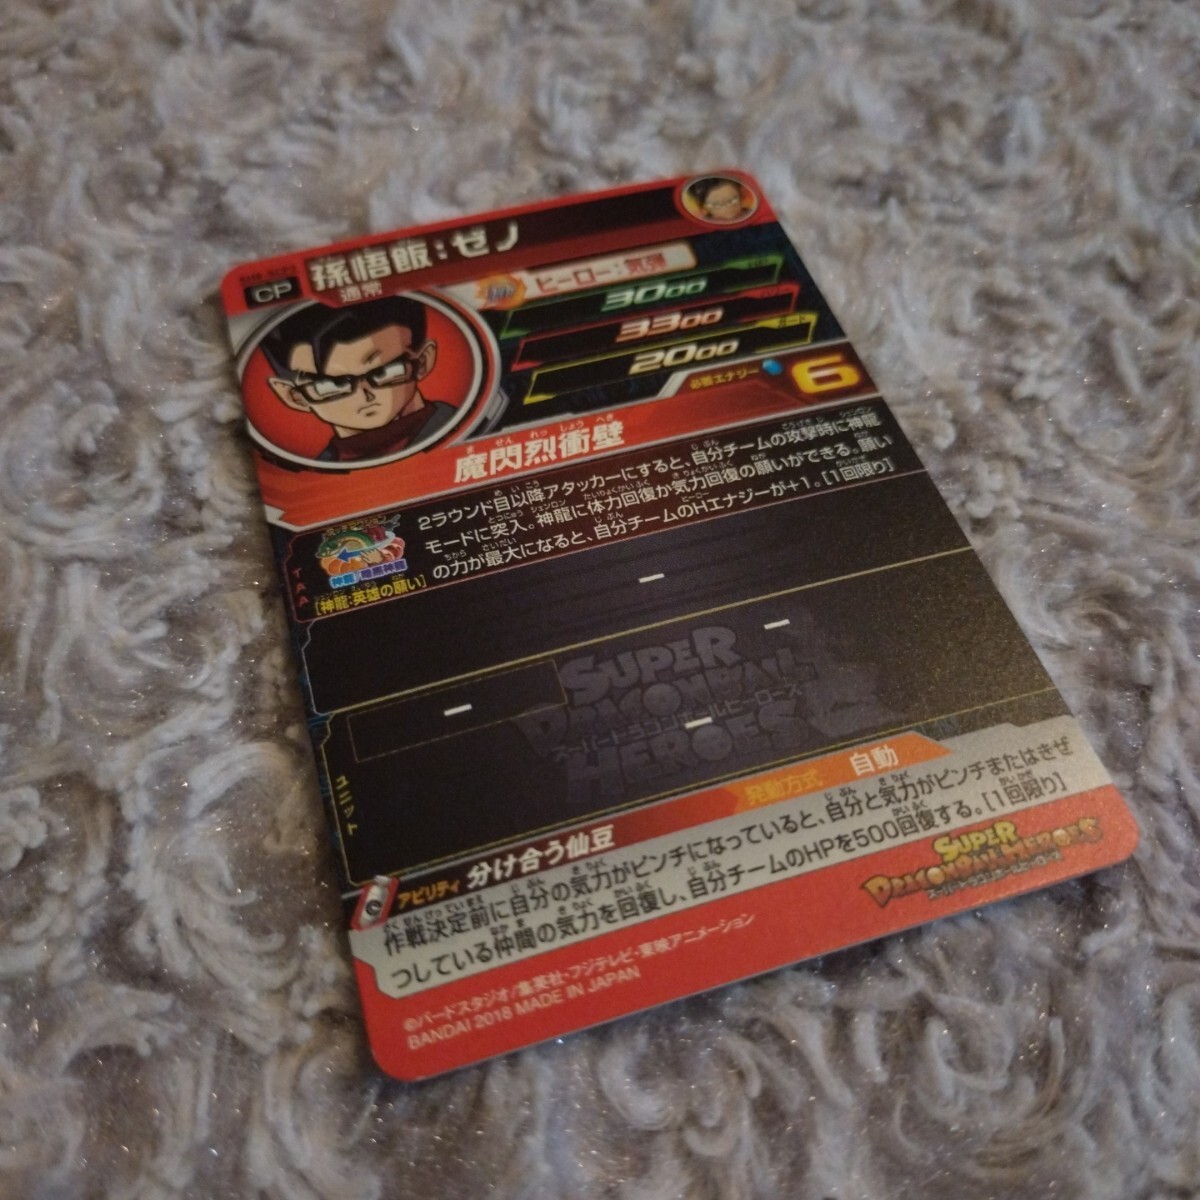 CP
孫悟飯:ゼノ
通常
ヒーロー:気弾
3000
3300
2000
必要エナジー 6
魔閃烈衝壁
2ラウンド目以降アタッカーにすると、自分チームの攻撃時に神龍
モードに突入。神龍に体力回復か気力回復の願いができる。願い
の力が最大になると、自分チームのHエナジーが+1。[1回限り]
神龍/暗黒神龍
[神龍:英雄の願い]
TAA
ー
ー
ー
ー
ユニット
SUPER
DRAGONBALL
スーパードラゴンボールヒーローズ
HEROES
発動方式 自動
アビリティ 分け合う仙豆
作戦決定前に自分の気力がピンチになっていると、自分と気力がピンチまたはきぜ
つしている仲間の気力を回復し、自分チームのHPを500回復する。[1回限り]
SUPER
DRAGONBALL HEROES
スーパードラゴンボールヒーローズ
©バードスタジオ/集英社・フジテレビ・東映アニメーション
BANDAI 2018 MADE IN JAPAN